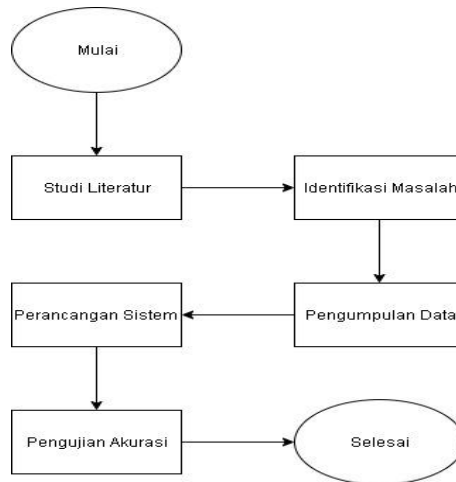 Mulai
Studi Literatur
Identifikasi Masalah
Pengumpulan Data
Perancangan Sistem
Pengujian Akurasi
Selesai